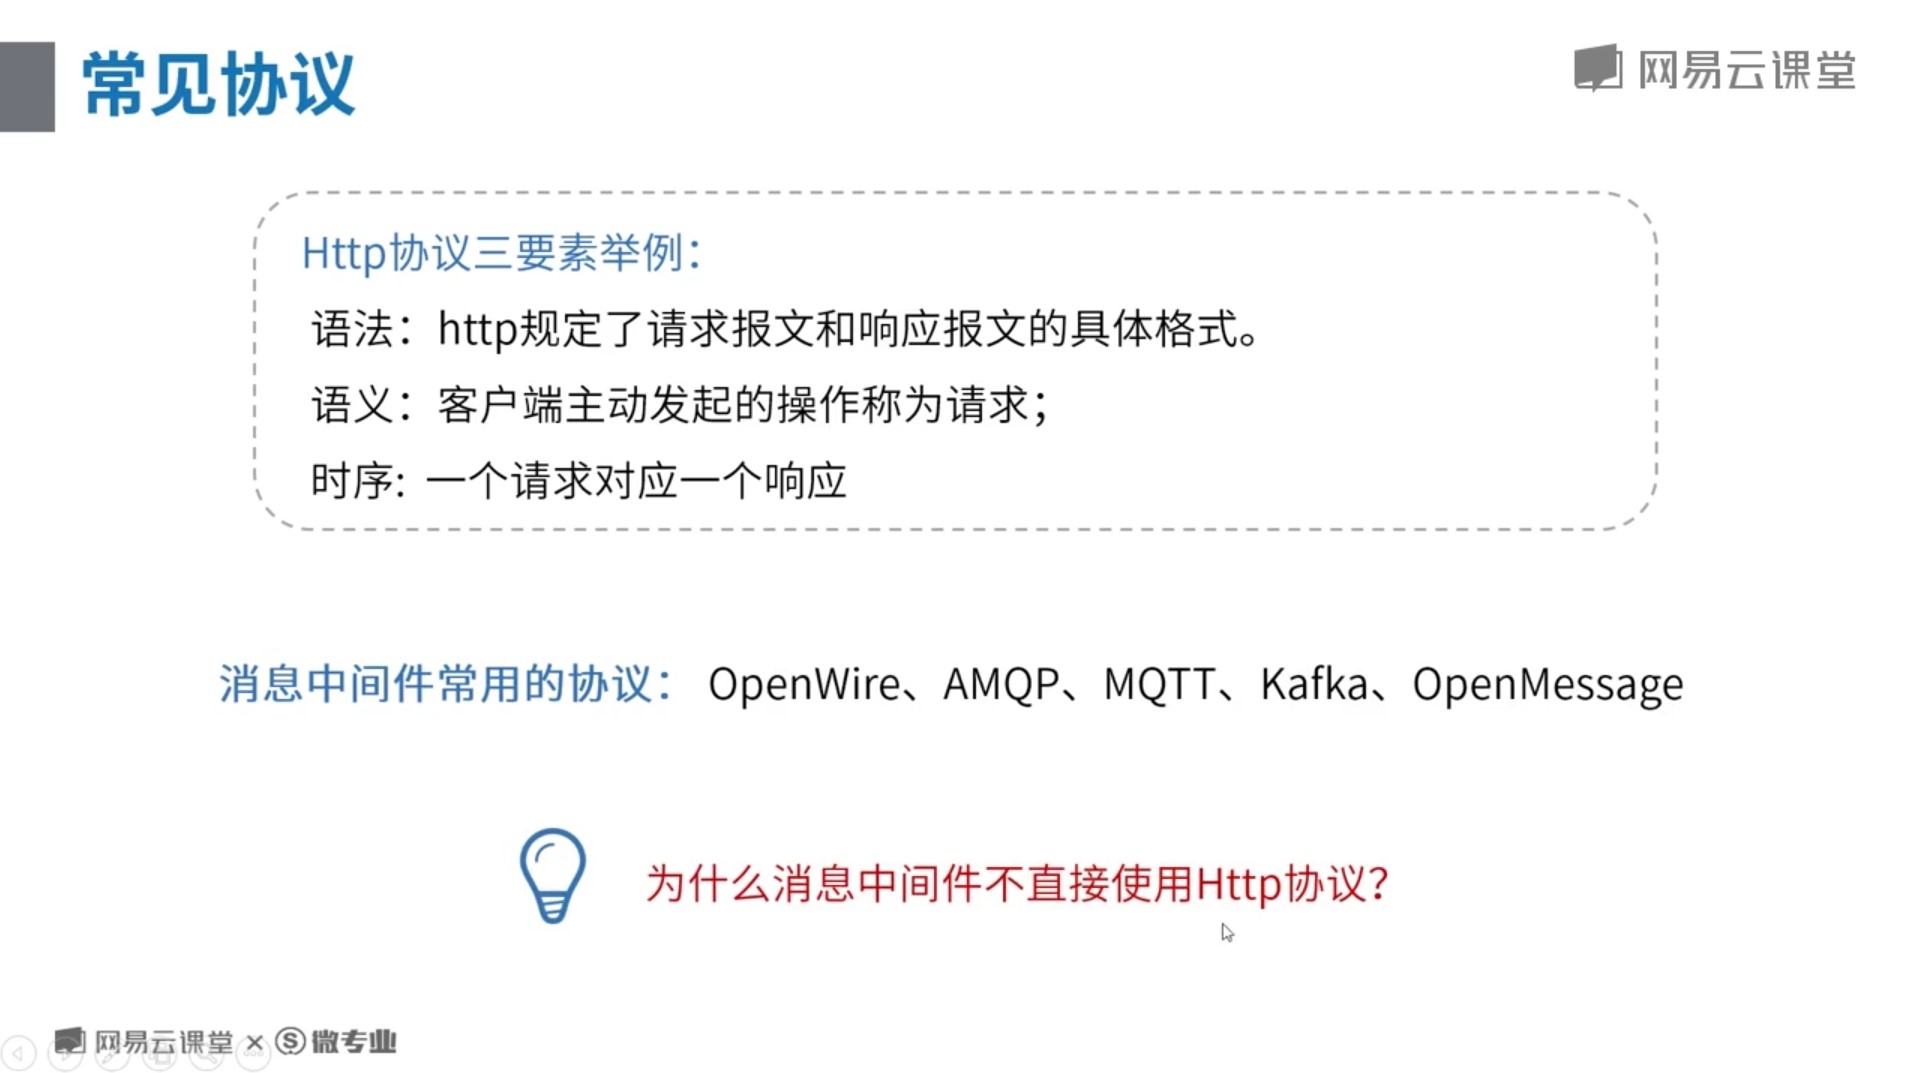 常见协议
网易云课堂
Http协议三要素举例：
语法：http规定了请求报文和响应报文的具体格式。
语义：客户端主动发起的操作称为请求；
时序: 一个请求对应一个响应
消息中间件常用的协议： OpenWire、AMQP、MQTT、Kafka、OpenMessage
为什么消息中间件不直接使用Http协议？
网易云课堂 × Ⓢ微专业